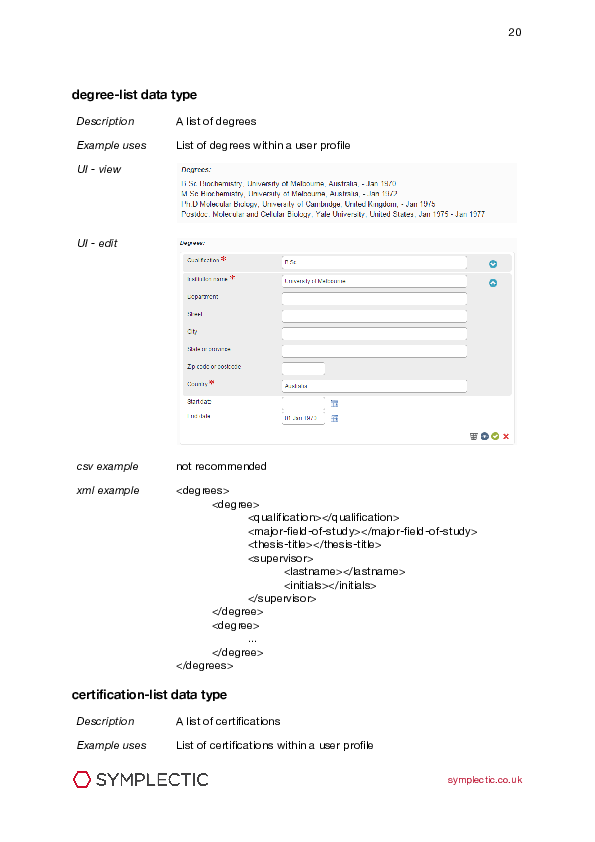 20
degree-list data type
Description A list of degrees
Example uses List of degrees within a user profile
UI - view
Degrees:
B.Sc Biochemistry, University of Melbourne, Australia, - Jan 1970
M.Sc Biochemistry, University of Melbourne, Australia, - Jan 1972
Ph.D Molecular Biology, University of Cambridge, United Kingdom, - Jan 1975
Postdoc. Molecular and Cellular Biology, Yale University, United States, Jan 1975 - Jan 1977
UI - edit
Degrees:
Qualification * B.Sc
Institution name * University of Melbourne
Department
Street
City
State or province
Zip code or postcode
Country * Australia
Start date
End date 01 Jan 1970
csv example not recommended
xml example <degrees>
<degree>
<qualification></qualification>
<major-field-of-study></major-field-of-study>
<thesis-title></thesis-title>
<supervisor>
<lastname></lastname>
<initials></initials>
</supervisor>
</degree>
<degree>
...
</degree>
</degrees>
certification-list data type
Description A list of certifications
Example uses List of certifications within a user profile
SYMPLECTIC
symplectic.co.uk